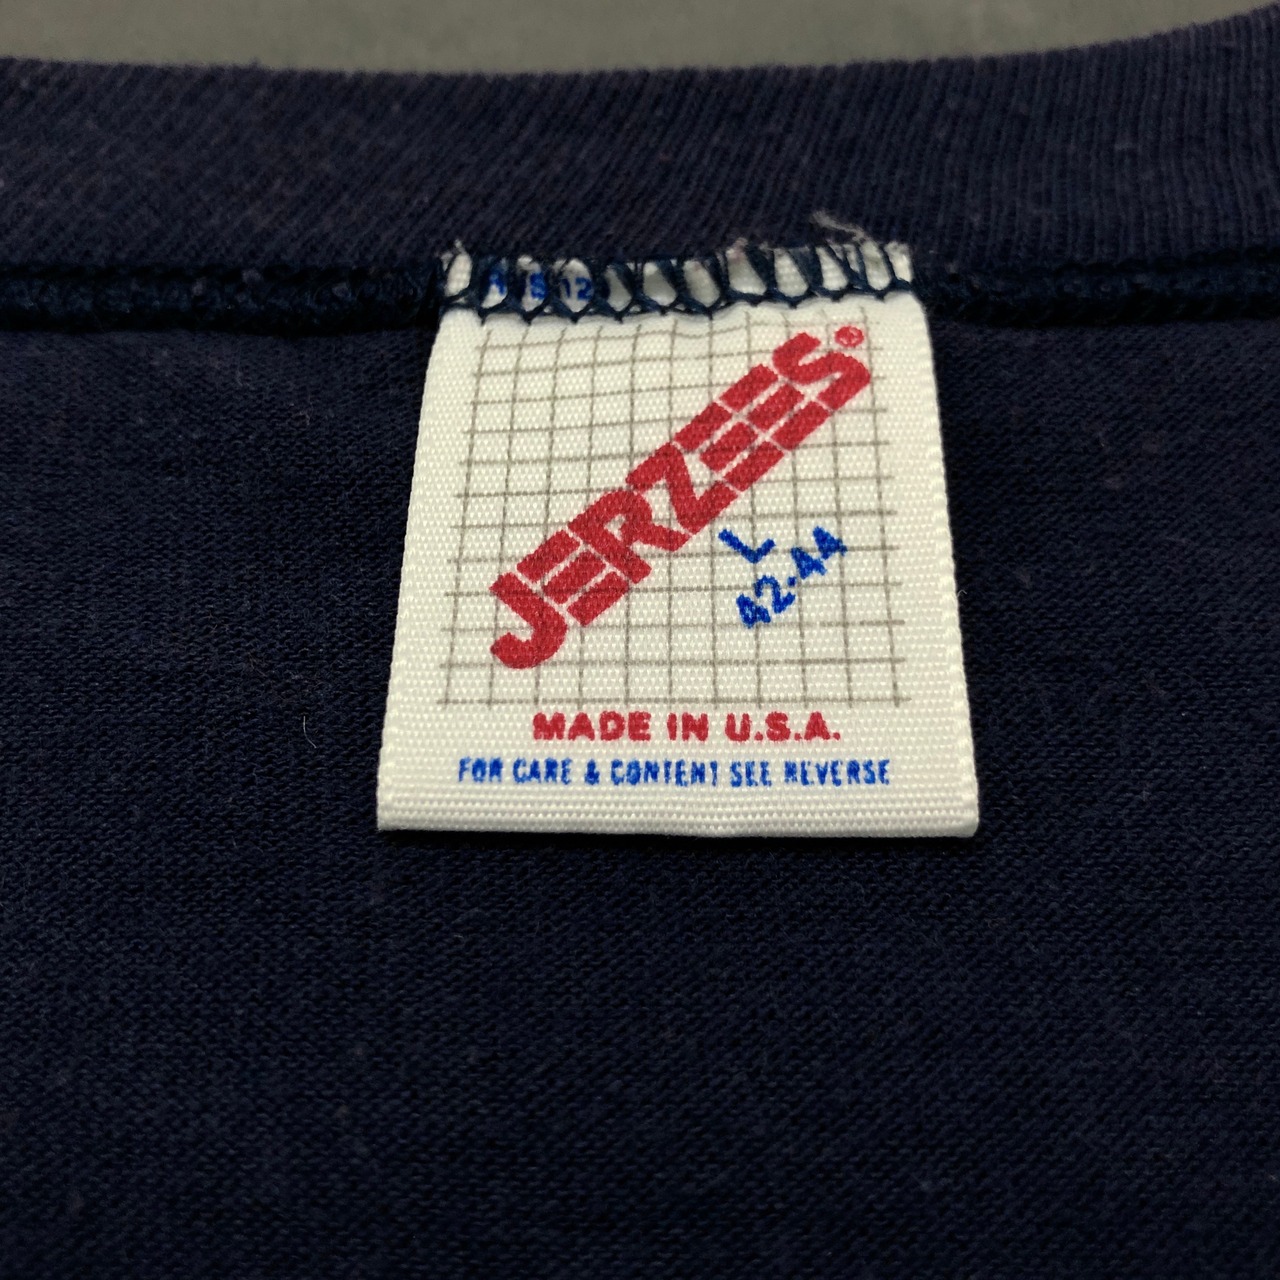 JERZEES®
L
42-44
MADE IN U.S.A.
FOR CARE & CONTENT SEE REVERSE